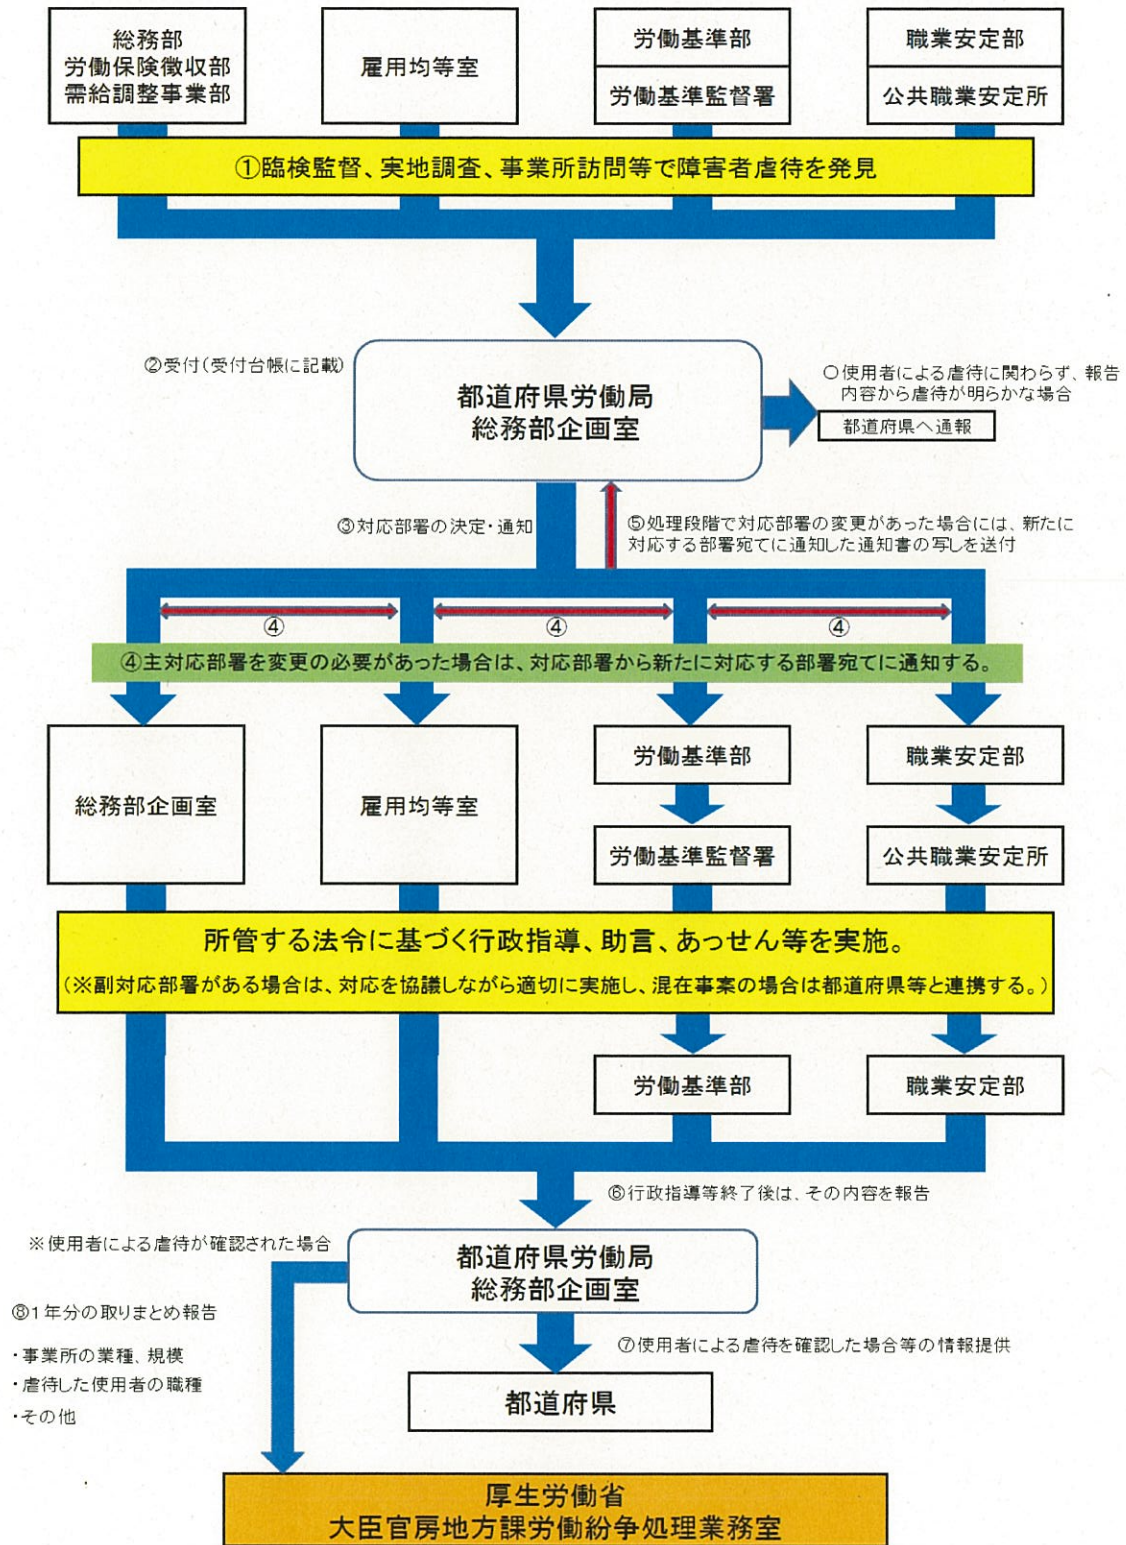 総務部
労働保険徴収部
需給調整事業部
雇用均等室
労働基準部
労働基準監督署
職業安定部
公共職業安定所
①臨検監督、実地調査、事業所訪問等で障害者虐待を発見
②受付(受付台帳に記載)
都道府県労働局
総務部企画室
○使用者による虐待に関わらず、報告
内容から虐待が明らかな場合
都道府県へ通報
③対応部署の決定・通知
⑤処理段階で対応部署の変更があった場合には、新たに
対応する部署宛てに通知した通知書の写しを送付
④
④
④
④主対応部署を変更の必要があった場合は、対応部署から新たに対応する部署宛てに通知する。
総務部企画室
雇用均等室
労働基準部
職業安定部
労働基準監督署
公共職業安定所
所管する法令に基づく行政指導、助言、あっせん等を実施。
(※副対応部署がある場合は、対応を協議しながら適切に実施し、混在事案の場合は都道府県等と連携する。)
労働基準部
職業安定部
⑥行政指導等終了後は、その内容を報告
※使用者による虐待が確認された場合
都道府県労働局
総務部企画室
⑧1年分の取りまとめ報告
・事業所の業種、規模
・虐待した使用者の職種
・その他
⑦使用者による虐待を確認した場合等の情報提供
都道府県
厚生労働省
大臣官房地方課労働紛争処理業務室